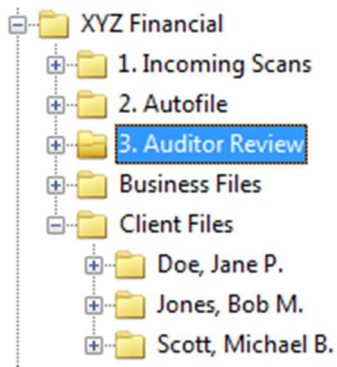 XYZ Financial
1. Incoming Scans
2. Autofile
3. Auditor Review
Business Files
Client Files
Doe, Jane P.
Jones, Bob M.
Scott, Michael B.